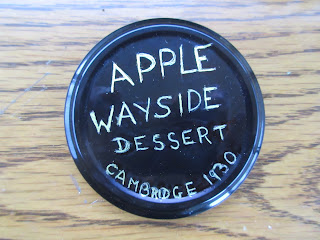 APPLE
WAYSIDE
DESSERT
CAMBRIDGE 1930